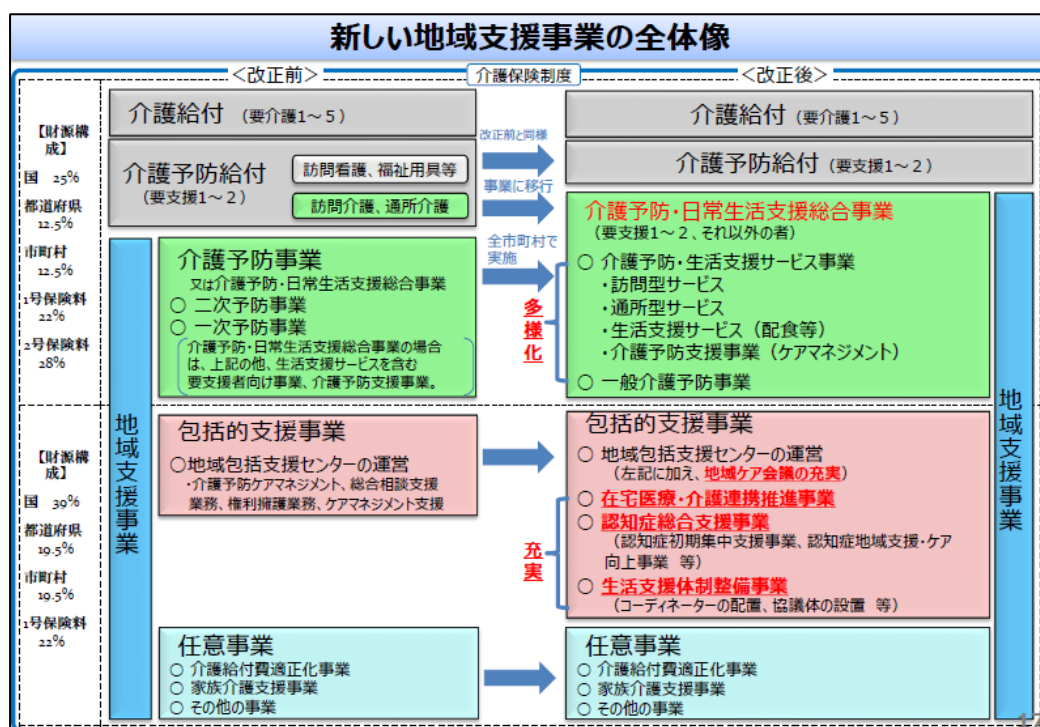 新しい地域支援事業の全体像
<改正前>
介護保険制度
<改正後>
【財源構
成】
国 25%
都道府県
12.5%
市町村
12.5%
1号保険料
22%
2号保険料
28%
介護給付 (要介護1~5)
介護予防給付
(要支援1~2)
訪問看護、福祉用具等
訪問介護、通所介護
改正前と同様
事業に移行
全市町村で
実施
介護給付 (要介護1~5)
介護予防給付 (要支援1~2)
介護予防事業
又は介護予防・日常生活支援総合事業
○ 二次予防事業
○ 一次予防事業
介護予防・日常生活支援総合事業の場合
は、上記の他、生活支援サービスを含む
要支援者向け事業、介護予防支援事業。
多様化
介護予防・日常生活支援総合事業
(要支援1~2、それ以外の者)
○ 介護予防・生活支援サービス事業
・訪問型サービス
・通所型サービス
・生活支援サービス(配食等)
・介護予防支援事業(ケアマネジメント)
○ 一般介護予防事業
【財源構
成】
国 39%
都道府県
19.5%
市町村
19.5%
1号保険料
22%
地域支援事業
包括的支援事業
○地域包括支援センターの運営
・介護予防ケアマネジメント、総合相談支援
業務、権利擁護業務、ケアマネジメント支援
充実
包括的支援事業
○ 地域包括支援センターの運営
(左記に加え、地域ケア会議の充実)
○ 在宅医療・介護連携推進事業
○ 認知症総合支援事業
(認知症初期集中支援事業、認知症地域支援・ケア
向上事業 等)
○ 生活支援体制整備事業
(コーディネーターの配置、協議体の設置 等)
地域支援事業
任意事業
○ 介護給付費適正化事業
○ 家族介護支援事業
○ その他の事業
任意事業
○ 介護給付費適正化事業
○ 家族介護支援事業
○ その他の事業